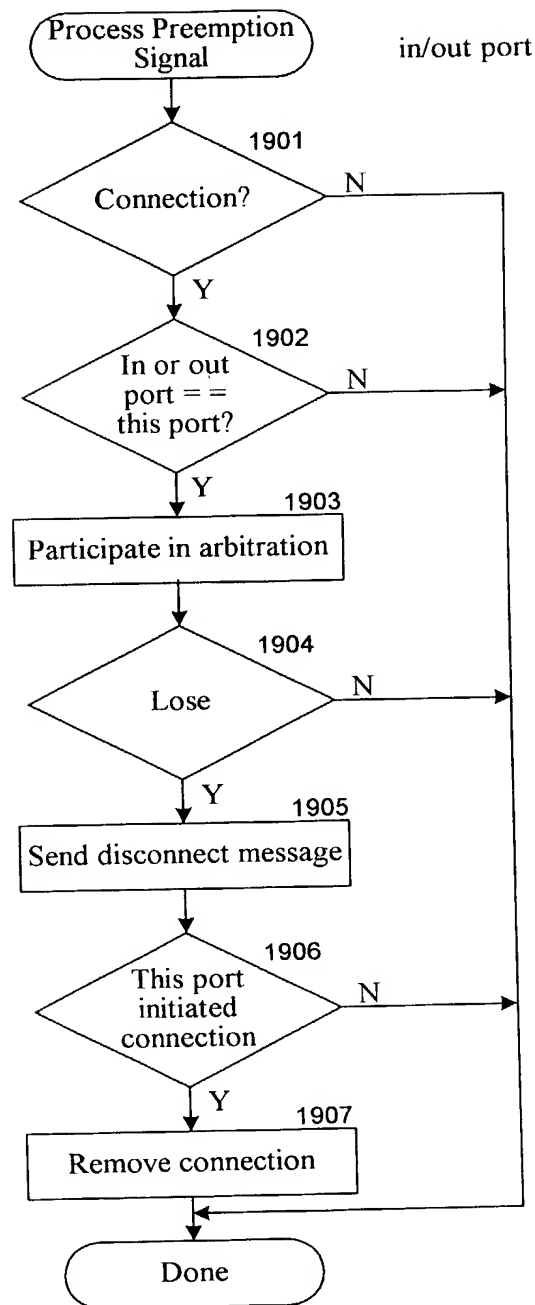 Process Preemption
Signal
in/out port
1901
Connection?
N
Y
1902
In or out
port = =
this port?
N
Y
1903
Participate in arbitration
1904
Lose
N
Y
1905
Send disconnect message
1906
This port
initiated
connection
N
Y
1907
Remove connection
Done